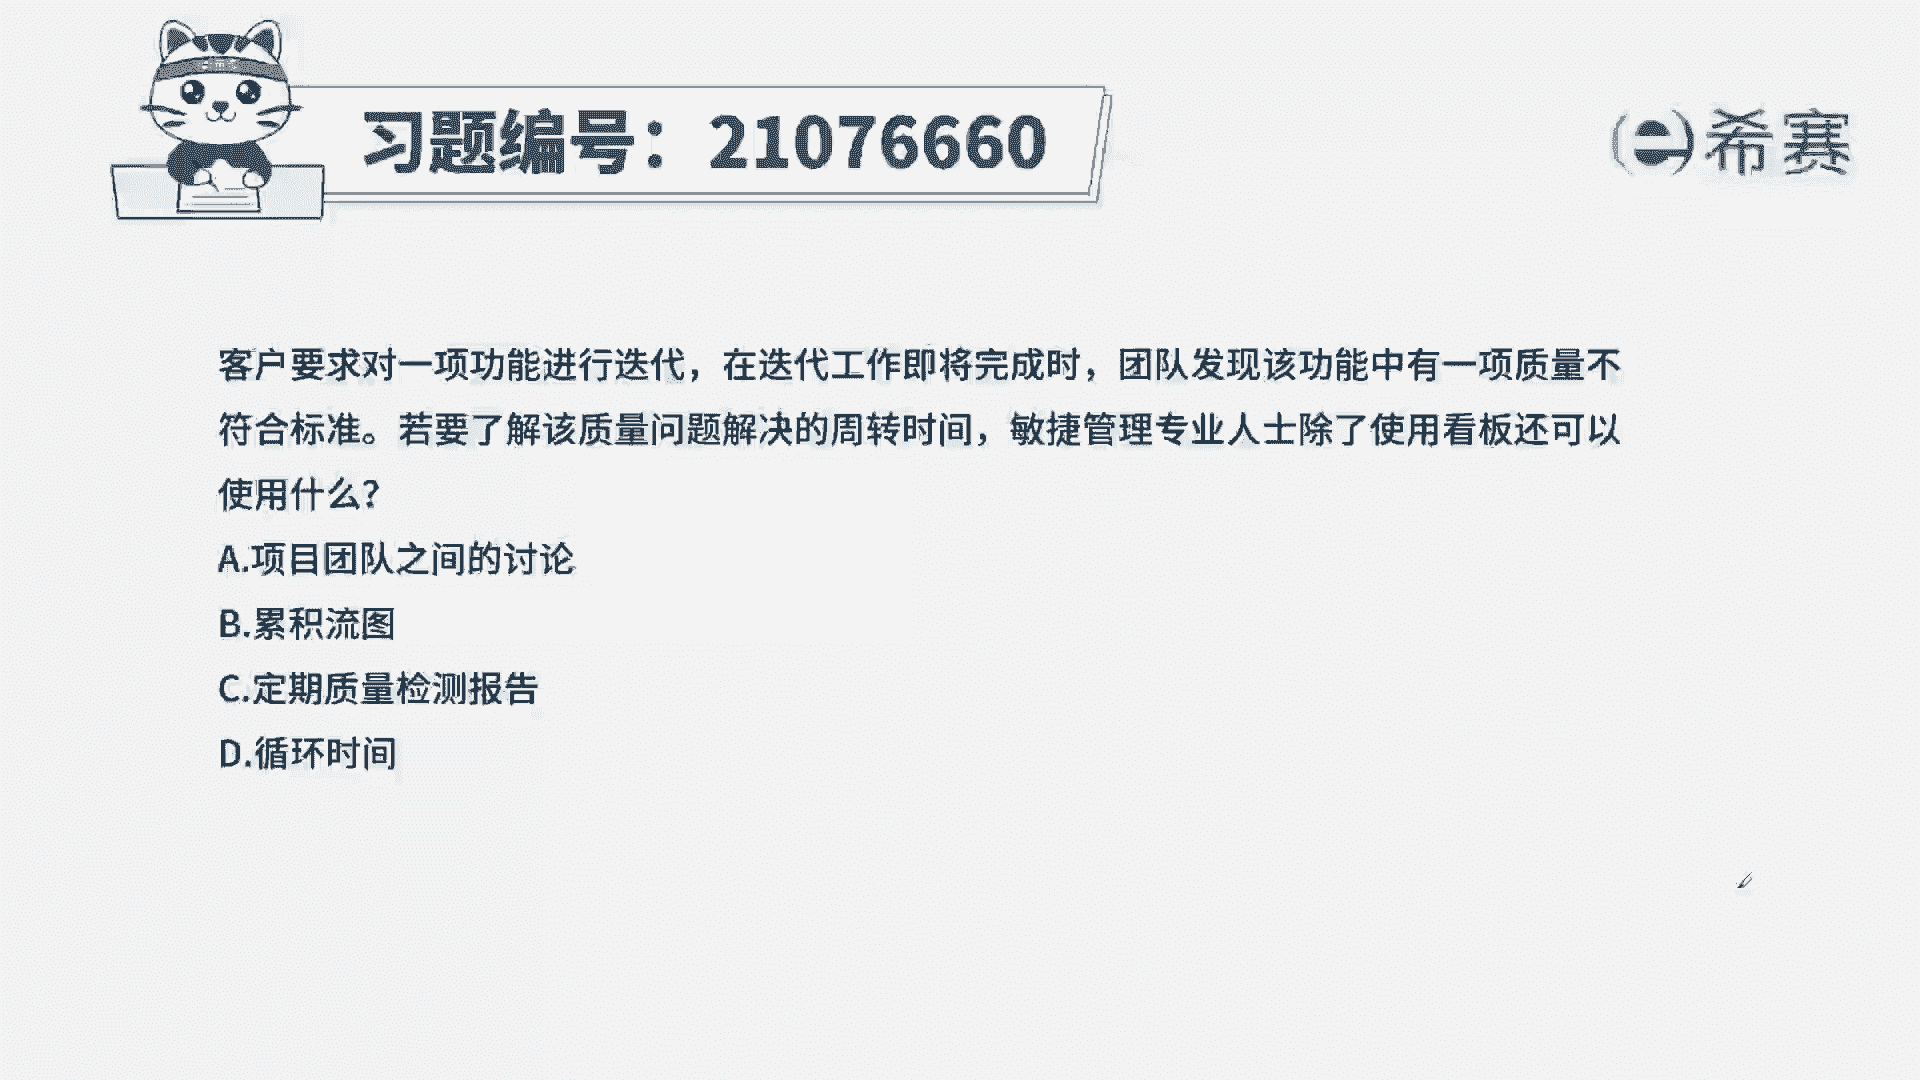 习题编号：21076660
希赛
客户要求对一项功能进行迭代，在迭代工作即将完成时，团队发现该功能中有一项质量不
符合标准。若要了解该质量问题解决的周转时间，敏捷管理专业人士除了使用看板还可以
使用什么？
A.项目团队之间的讨论
B.累积流图
C.定期质量检测报告
D.循环时间